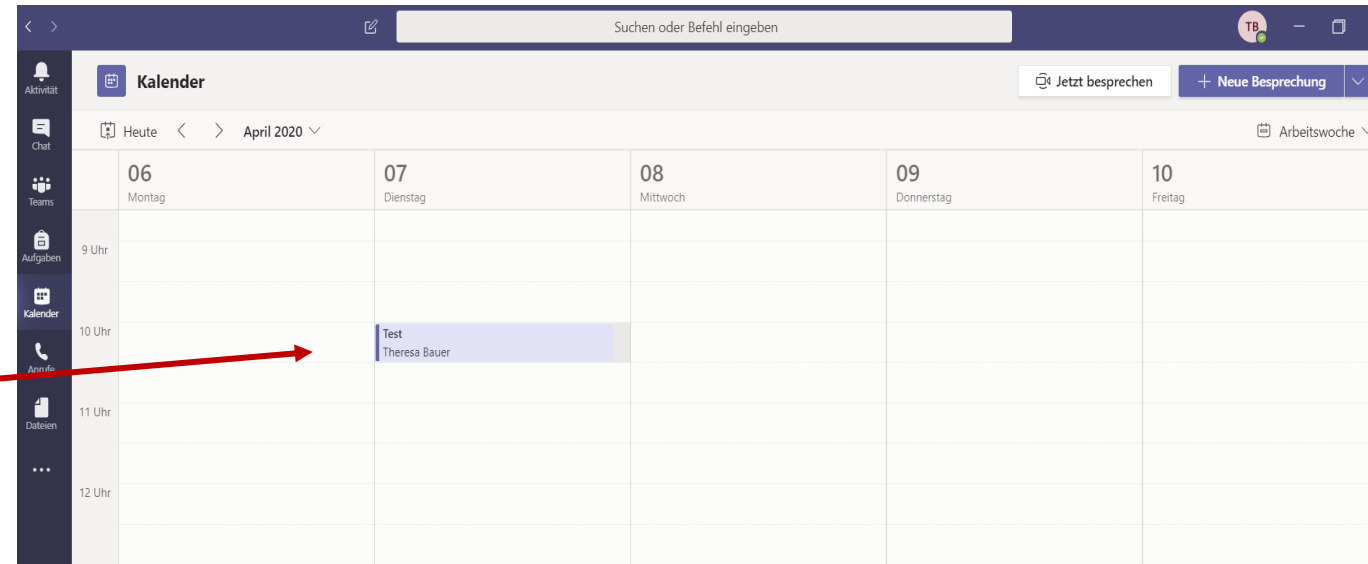 Suchen oder Befehl eingeben
TB
Aktivität
Chat
Teams
Aufgaben
Kalender
Anrufe
Dateien
Kalender
Jetzt besprechen
Neue Besprechung
Heute
April 2020
Arbeitswoche
06
Montag
07
Dienstag
08
Mittwoch
09
Donnerstag
10
Freitag
9 Uhr
10 Uhr
Test
Theresa Bauer
11 Uhr
12 Uhr